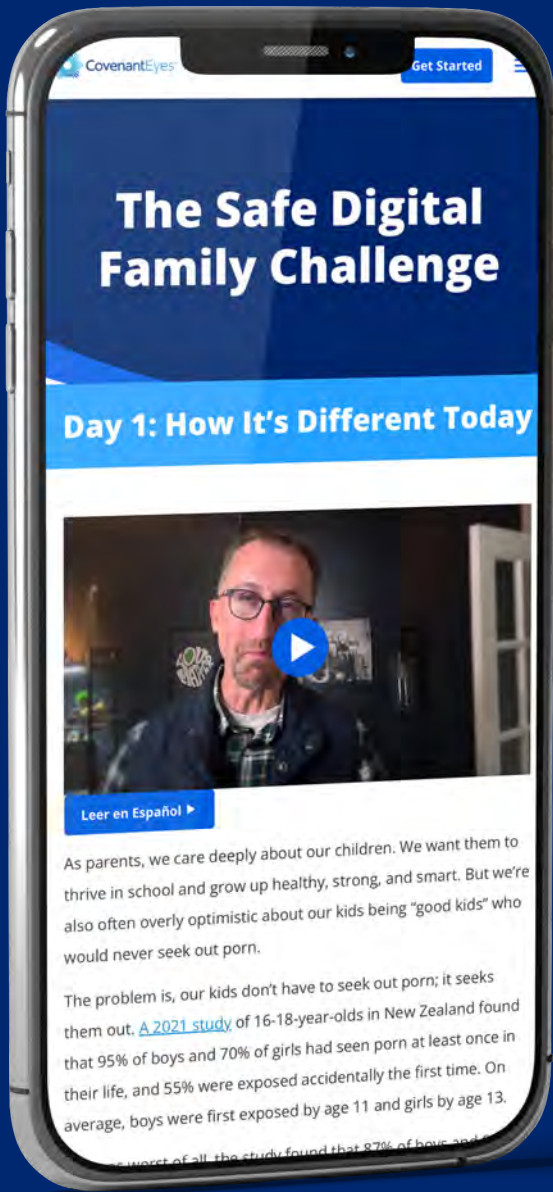 CovenantEyes
Get Started
The Safe Digital
Family Challenge
Day 1: How It's Different Today
Leer en Español
As parents, we care deeply about our children. We want them to
thrive in school and grow up healthy, strong, and smart. But we're
also often overly optimistic about our kids being “good kids” who
would never seek out porn.
The problem is, our kids don't have to seek out porn; it seeks
them out. A 2021 study of 16-18-year-olds in New Zealand found
that 95% of boys and 70% of girls had seen porn at least once in
their life, and 55% were exposed accidentally the first time. On
average, boys were first exposed by age 11 and girls by age 13.
worst of all, the study found that 87% of boys and